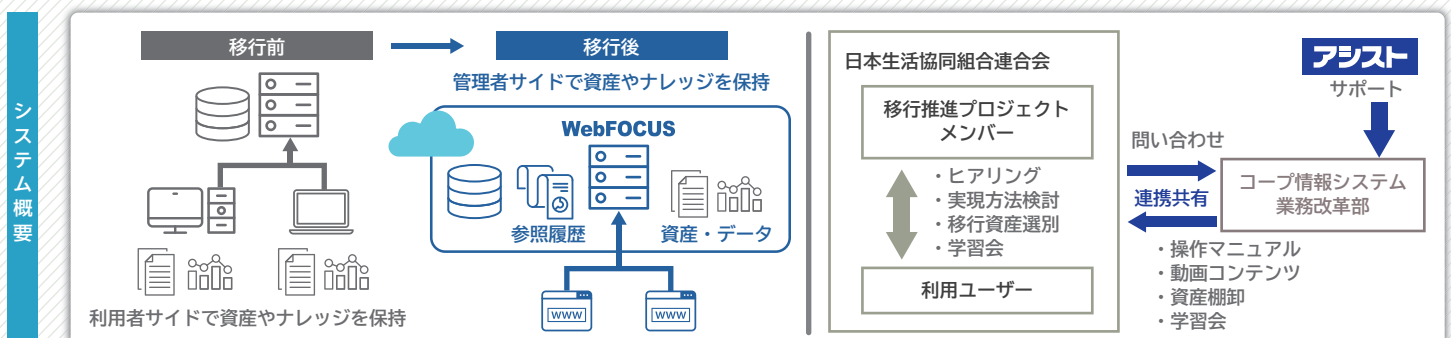 システム概要
移行前
移行後
管理者サイドで資産やナレッジを保持
WebFOCUS
参照履歴
資産・データ
WWW
WWW
利用者サイドで資産やナレッジを保持
日本生活協同組合連合会
移行推進プロジェクト
メンバー
・ヒアリング
・実現方法検討
・移行資産選別
・学習会
利用ユーザー
アシスト
サポート
問い合わせ
連携共有
コープ情報システム
業務改革部
・操作マニュアル
・動画コンテンツ
・資産棚卸
・学習会